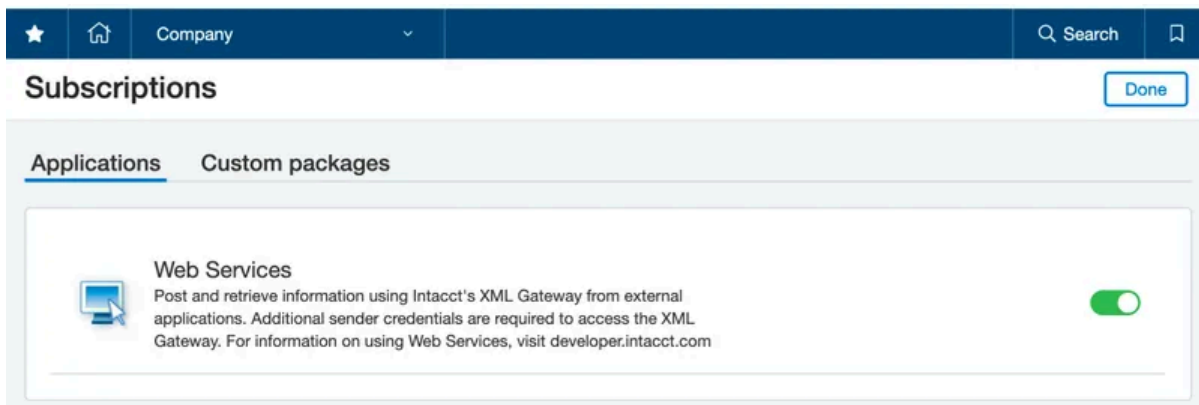 Company
Search
Subscriptions
Done
Applications
Custom packages
Web Services
Post and retrieve information using Intacct's XML Gateway from external
applications. Additional sender credentials are required to access the XML
Gateway. For information on using Web Services, visit developer.intacct.com